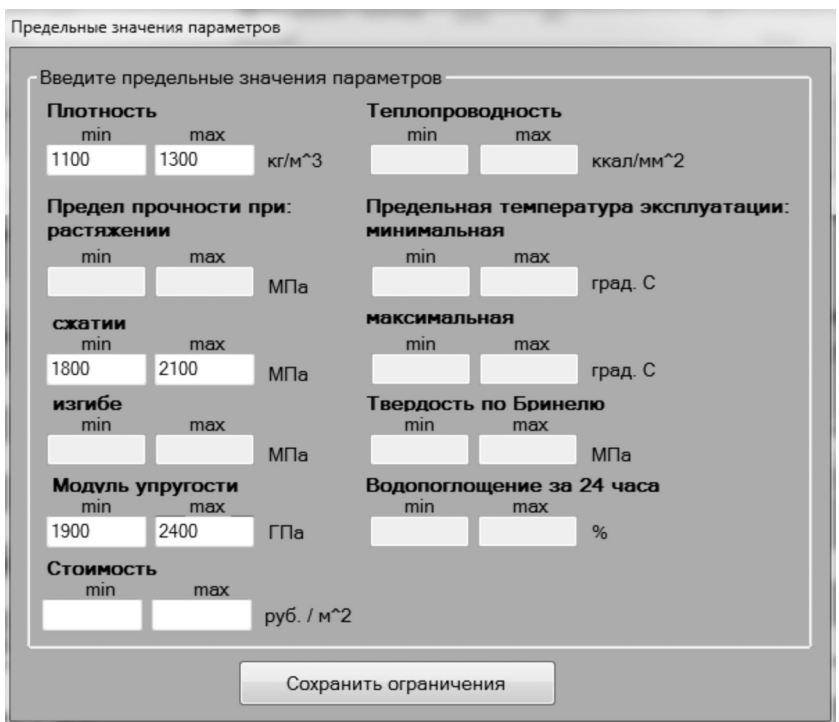 Предельные значения параметров
Введите предельные значения параметров
Плотность
min max
1100 1300 кг/м^3
Теплопроводность
min max
ккал/мм^2
Предел прочности при:
растяжении
min max
МПа
Предельная температура эксплуатации:
минимальная
min max
град. С
сжатии
min max
1800 2100 МПа
максимальная
min max
град. С
изгибе
min max
МПа
Твердость по Бринелю
min max
МПа
Модуль упругости
min max
1900 2400 ГПа
Водопоглощение за 24 часа
min max
%
Стоимость
min max
руб. / м^2
Сохранить ограничения